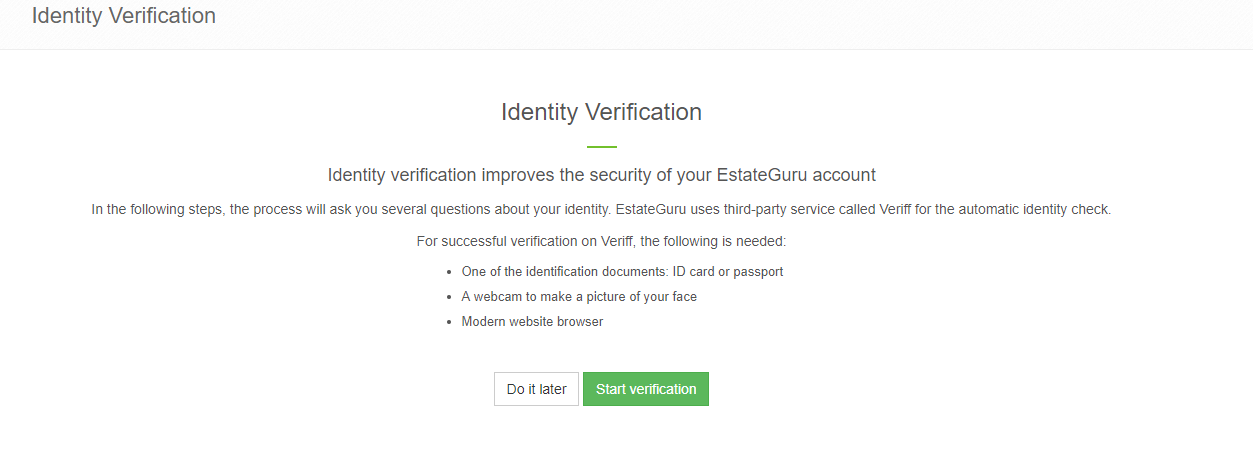 Identity Verification
Identity Verification
Identity verification improves the security of your EstateGuru account
In the following steps, the process will ask you several questions about your identity. EstateGuru uses third-party service called Veriff for the automatic identity check.
For successful verification on Veriff, the following is needed:
• One of the identification documents: ID card or passport
• A webcam to make a picture of your face
• Modern website browser
Do it later Start verification